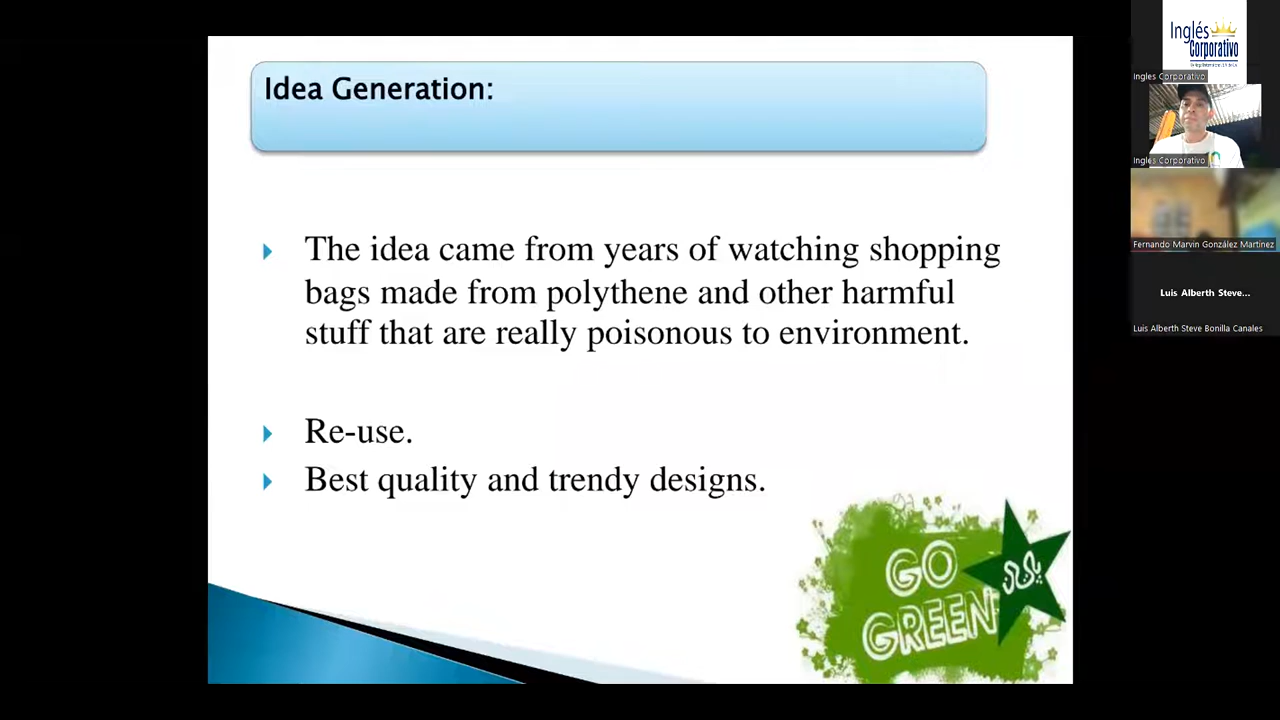 Idea Generation:
The idea came from years of watching shopping
bags made from polythene and other harmful
stuff that are really poisonous to environment.
Re-use.
Best quality and trendy designs.
GO
GREEN
Inglés
Corporativo
Ingles Corporativo
Ingles Corporativo
Fernando Marvin González Martínez
Luis Alberth Steve...
Luis Alberth Steve Bonilla Canales